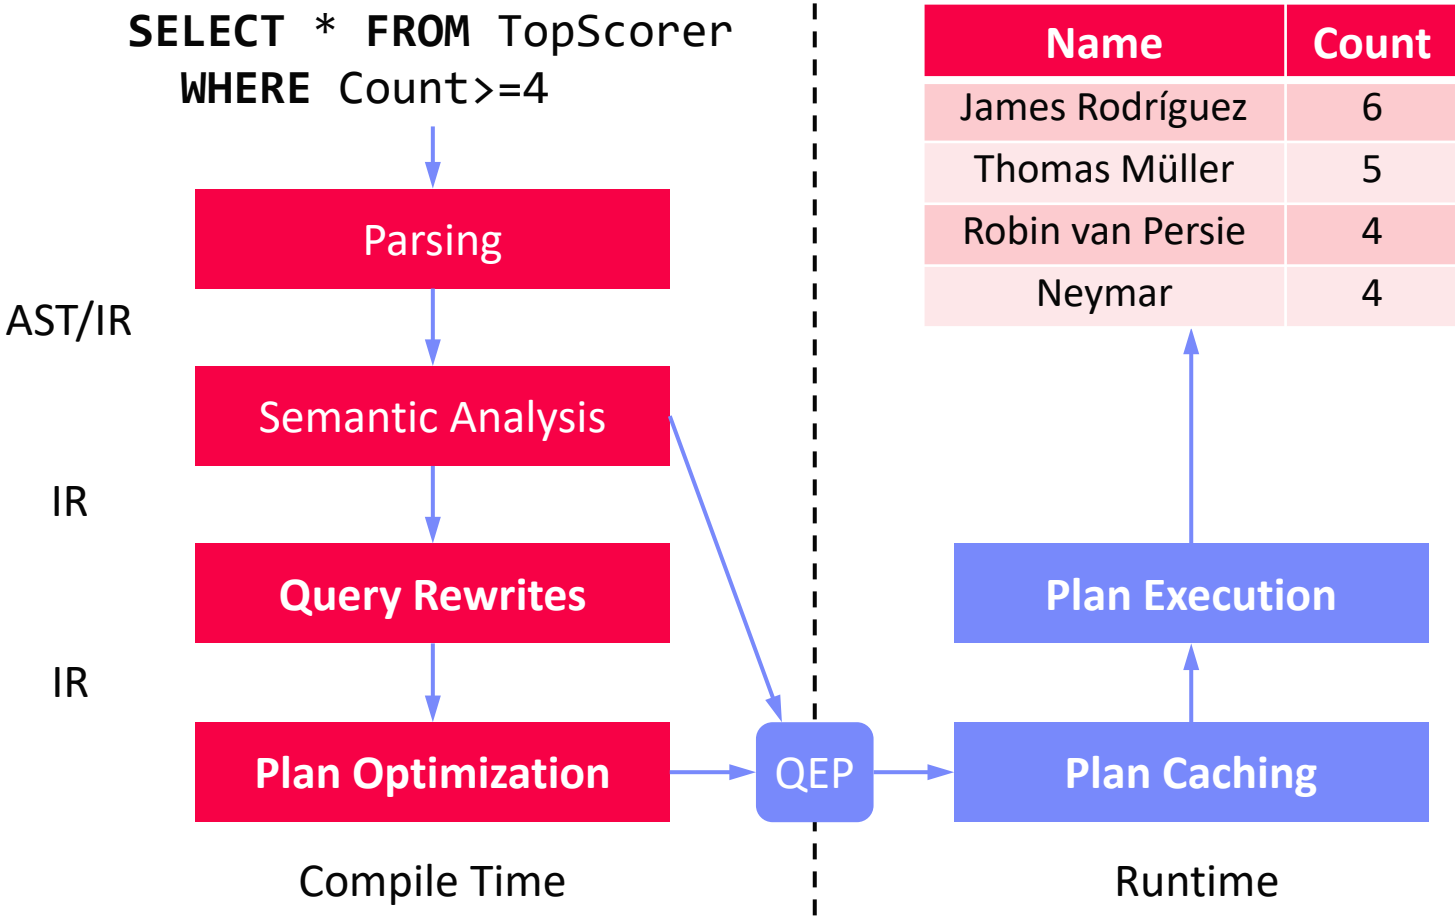 SELECT * FROM TopScorer
WHERE Count>=4
Parsing
AST/IR
Semantic Analysis
IR
Query Rewrites
IR
Plan Optimization
QEP
Compile Time
Name Count
James Rodríguez 6
Thomas Müller 5
Robin van Persie 4
Neymar 4
Plan Execution
Plan Caching
Runtime